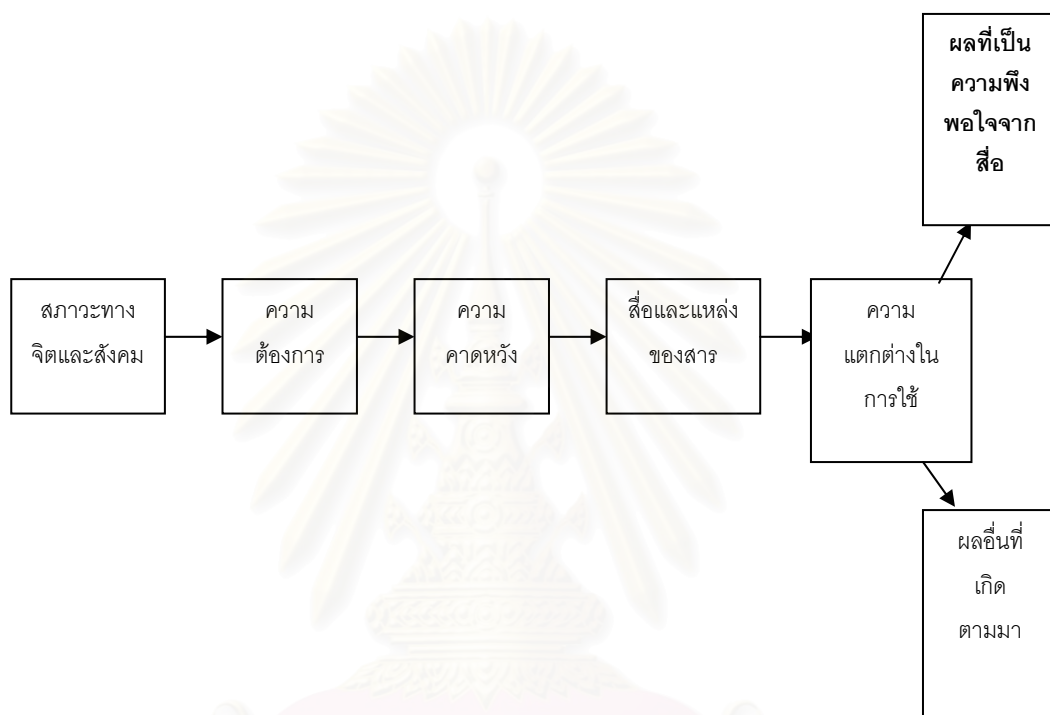 ผลที่เป็น
ความพึง
พอใจจาก
สื่อ
สภาวะทาง
จิตและสังคม
ความ
ต้องการ
ความ
คาดหวัง
สื่อและแหล่ง
ของสาร
ความ
แตกต่างใน
การใช้
ผลอื่นที่
เกิด
ตามมา